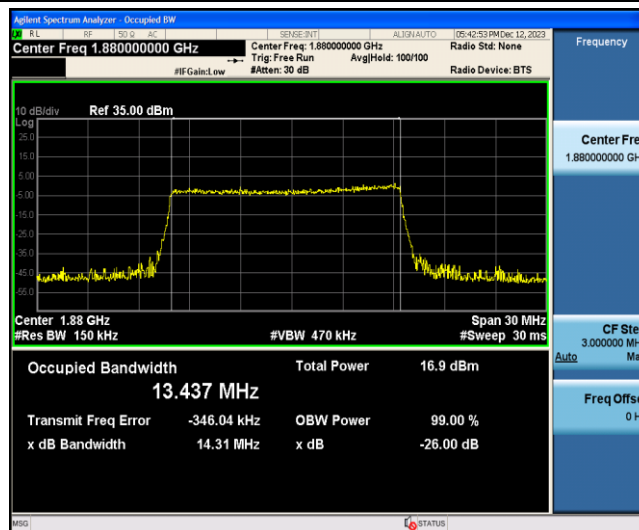 Agilent Spectrum Analyzer - Occupied BW
RL RF 50 Ω AC SENSE:INT ALIGN AUTO 05:42:53 PM Dec 12, 2023
Center Freq 1.880000000 GHz
Center Freq: 1.880000000 GHz
Radio Std: None
Trig: Free Run Avg|Hold: 100/100
#IFGain:Low
#Atten: 30 dB
Radio Device: BTS
Frequency
10 dB/div Ref 35.00 dBm
Log
25.0
15.0
5.00
-5.00
-15.0
-25.0
-35.0
-45.0
-55.0
Center Fre
1.880000000 GH
Center 1.88 GHz Span 30 MHz
#Res BW 150 kHz #VBW 470 kHz #Sweep 30 ms
CF Ste
3.000000 MH
Auto Ma
Occupied Bandwidth Total Power 16.9 dBm
13.437 MHz
Transmit Freq Error -346.04 kHz OBW Power 99.00 %
x dB Bandwidth 14.31 MHz x dB -26.00 dB
Freq Offse
0 H
MSG STATUS